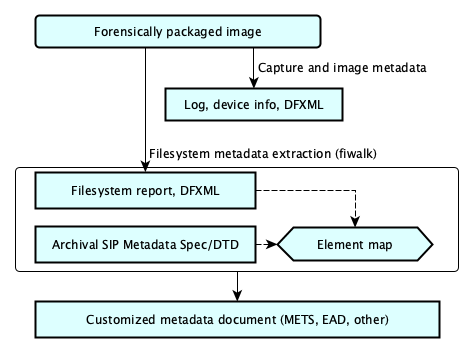 Forensically packaged image
Capture and image metadata
Log, device info, DFXML
Filesystem metadata extraction (fiwalk)
Filesystem report, DFXML
Archival SIP Metadata Spec/DTD
Element map
Customized metadata document (METS, EAD, other)